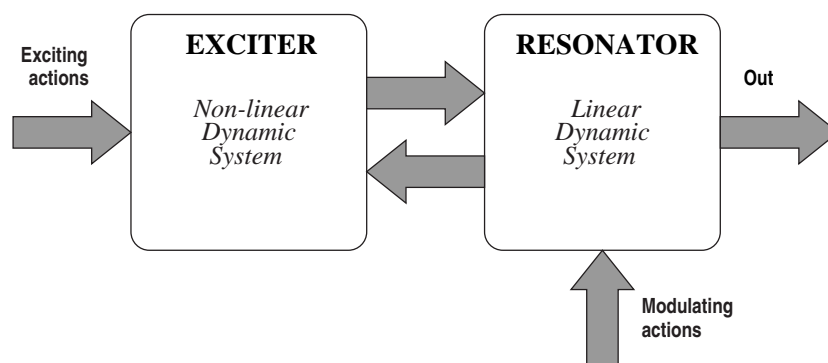 EXCITER
RESONATOR
Exciting
actions
Non-linear
Dynamic
System
Linear
Dynamic
System
Out
Modulating
actions